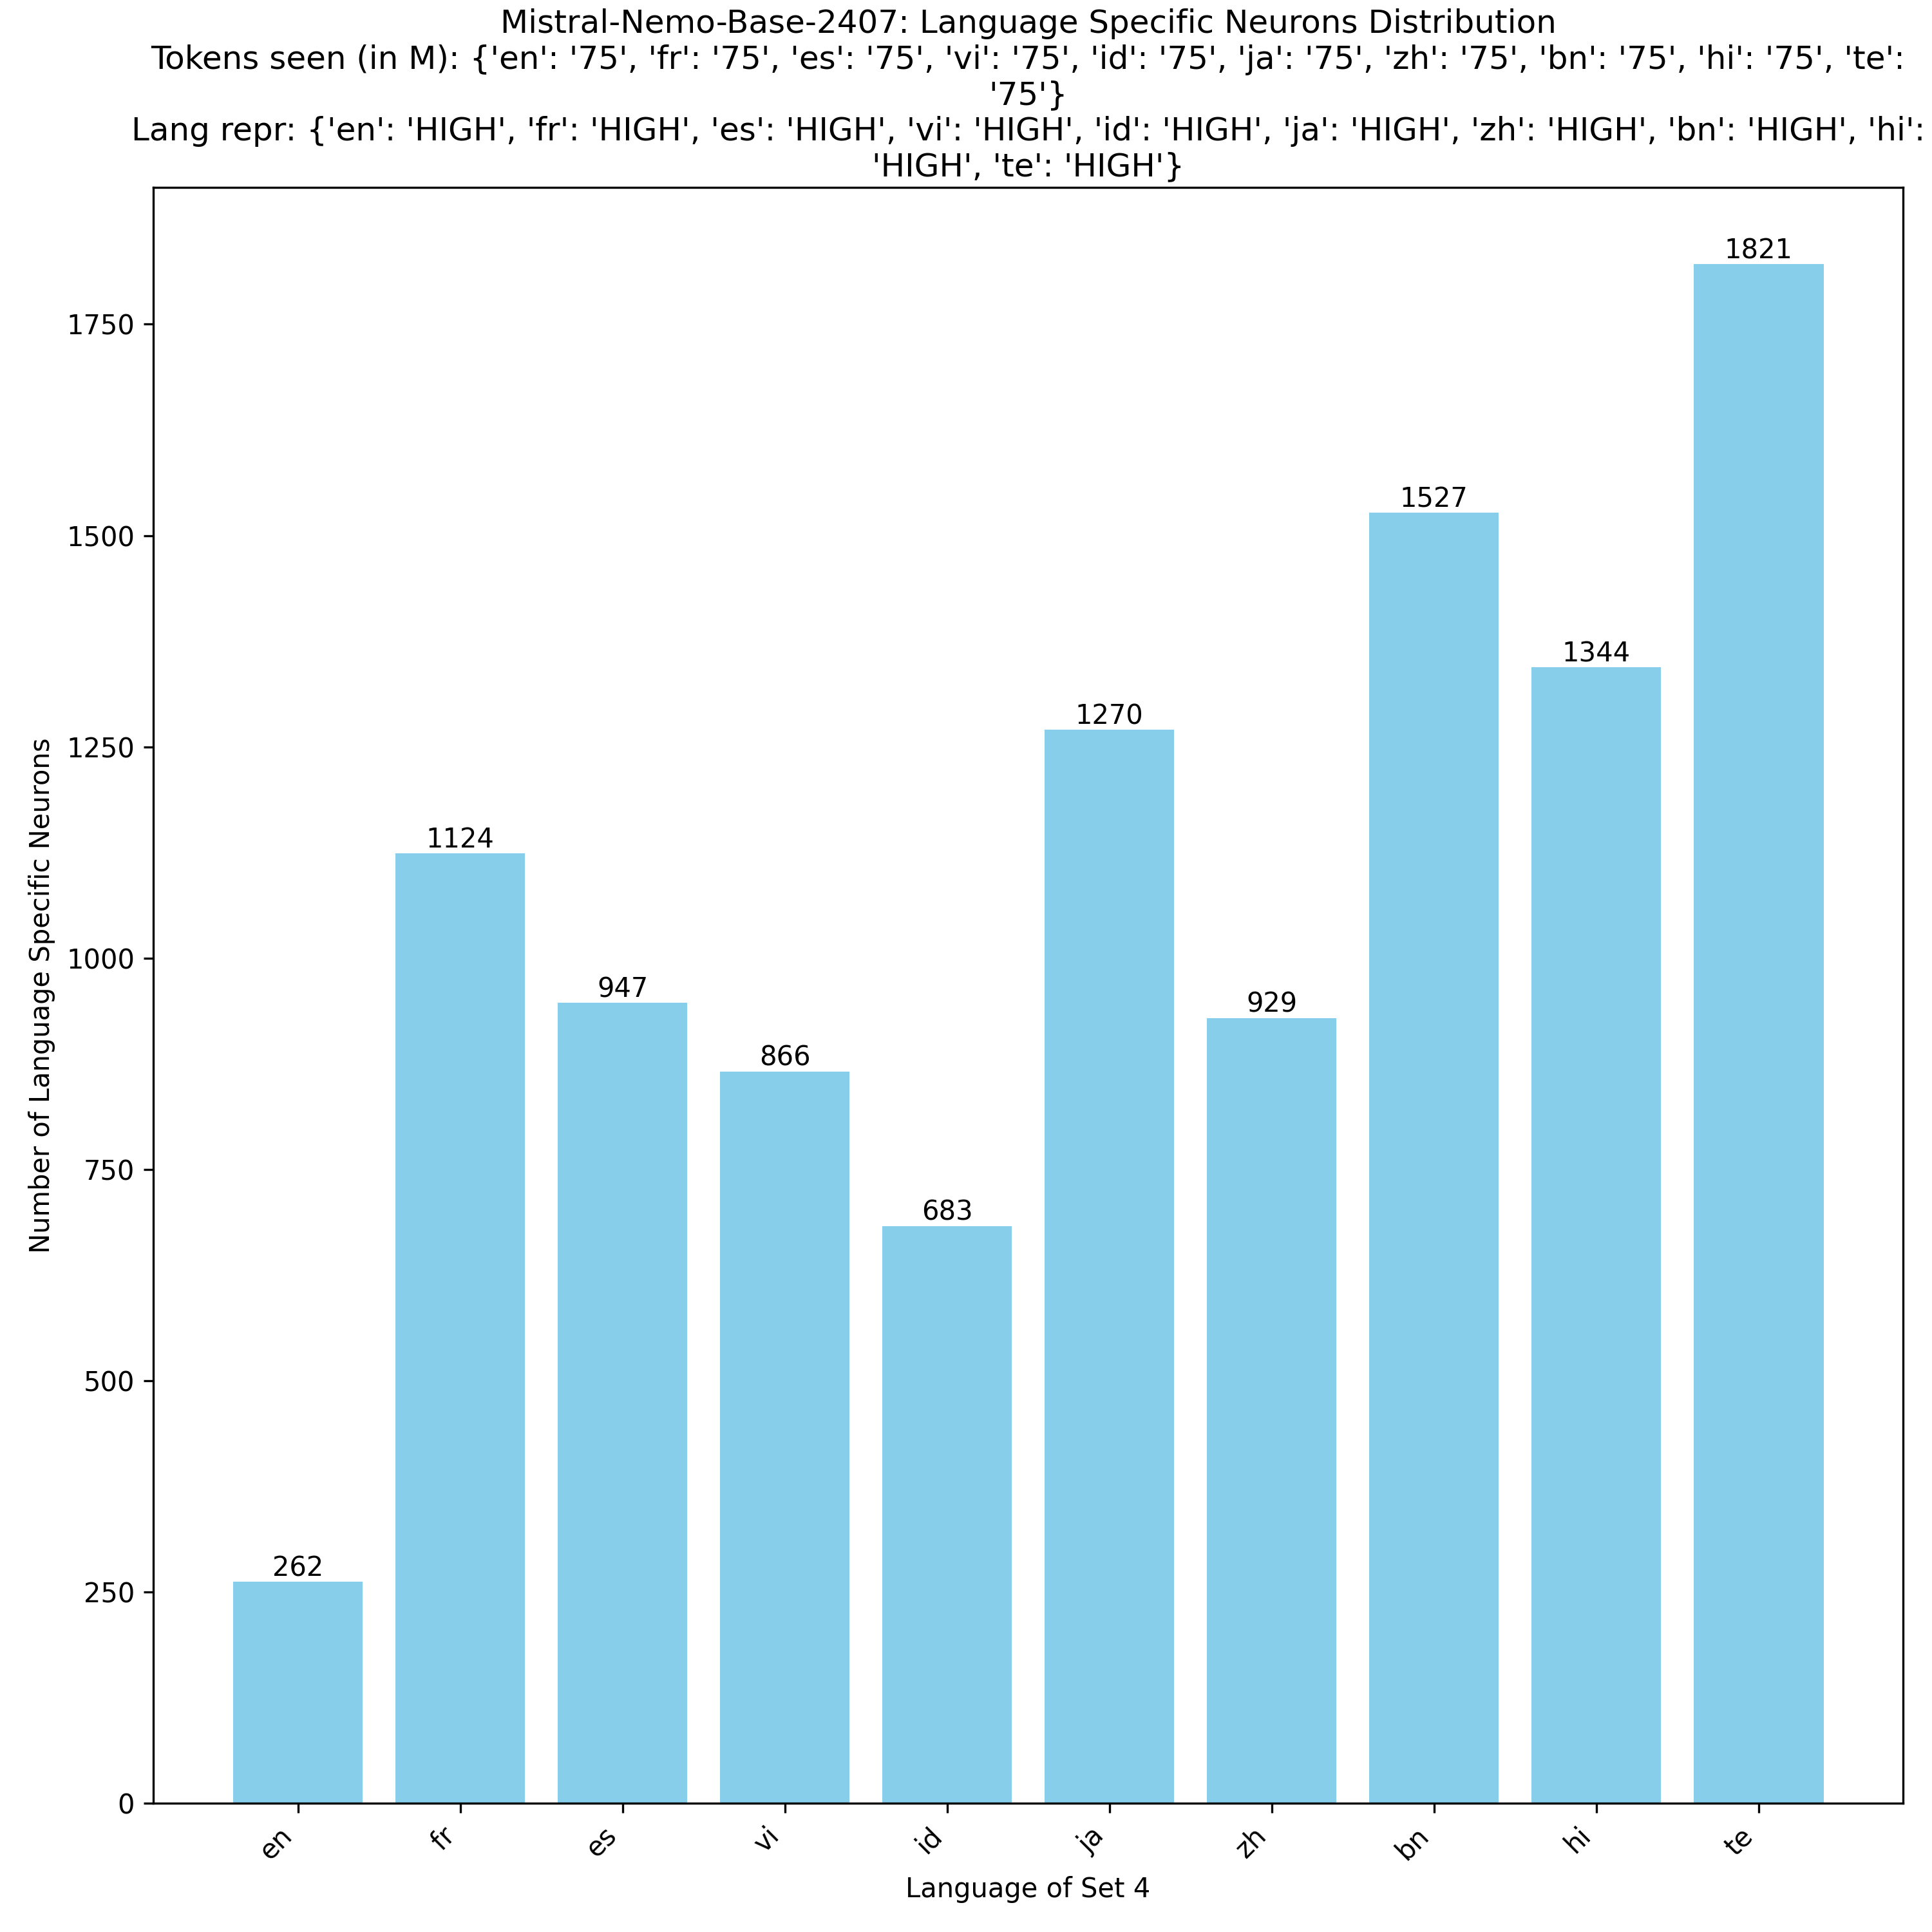 Mistral-Nemo-Base-2407: Language Specific Neurons Distribution
Tokens seen (in M): {'en': '75', 'fr': '75', 'es': '75', 'vi': '75', 'id': '75', 'ja': '75', 'zh': '75', 'bn': '75', 'hi': '75', 'te':
'75'}
Lang repr: {'en': 'HIGH', 'fr': 'HIGH', 'es': 'HIGH', 'vi': 'HIGH', 'id': 'HIGH', 'ja': 'HIGH', 'zh': 'HIGH', 'bn': 'HIGH', 'hi':
'HIGH', 'te': 'HIGH'}
Number of Language Specific Neurons
1750
1500
1250
1000
750
500
250
0
262
1124
947
866
683
1270
929
1527
1344
1821
en
fr
es
vi
id
ja
zh
bn
hi
te
Language of Set 4